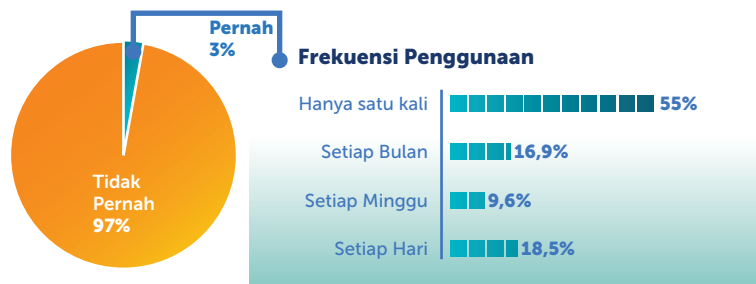 Pernah
3%
Tidak
Pernah
97%
Frekuensi Penggunaan
Hanya satu kali 55%
Setiap Bulan 16,9%
Setiap Minggu 9,6%
Setiap Hari 18,5%